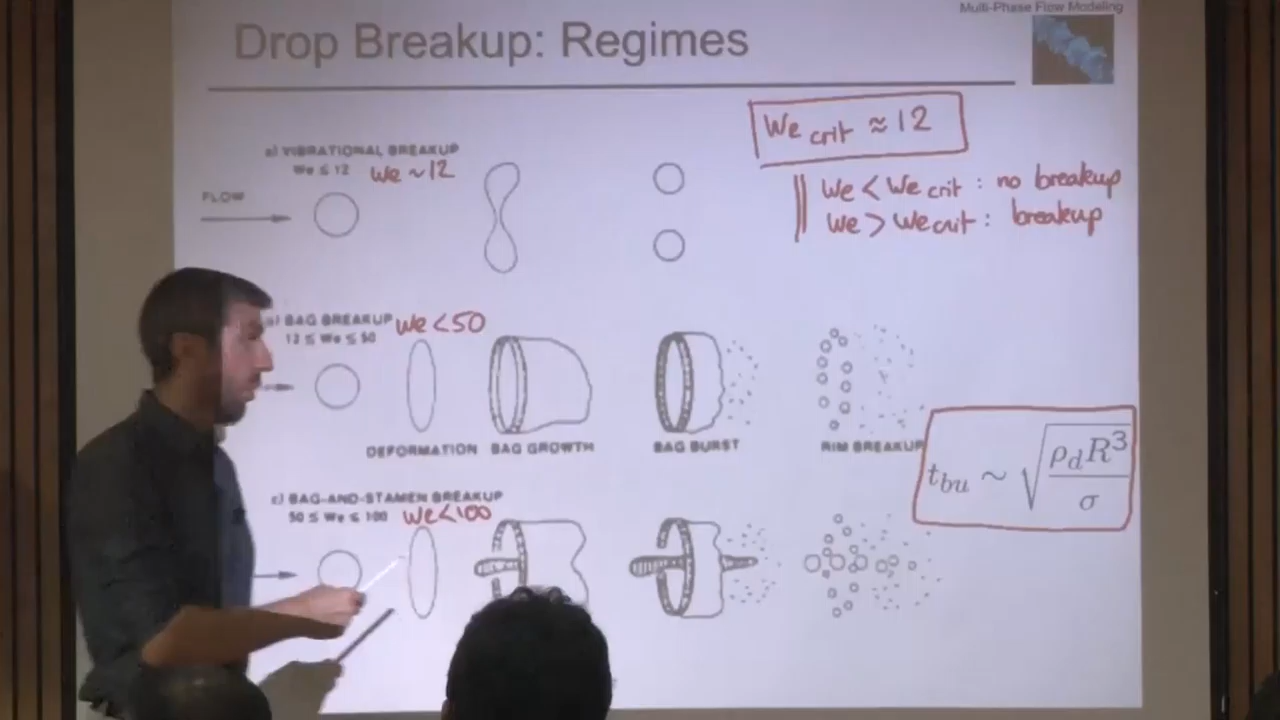 Multi-Phase Flow Modeling
Drop Breakup: Regimes
We crit ≈ 12
a) VIBRATIONAL BREAKUP
We ≤ 12 We ~ 12
FLOW
We < We crit : no breakup
We > We crit : breakup
b) BAG BREAKUP We < 50
12 ≤ We ≤ 50
DEFORMATION BAG GROWTH BAG BURST RIM BREAKUP
t_bu ~ √(ρ_d R³ / σ)
c) BAG-AND-STAMEN BREAKUP
50 ≤ We ≤ 100 We < 100